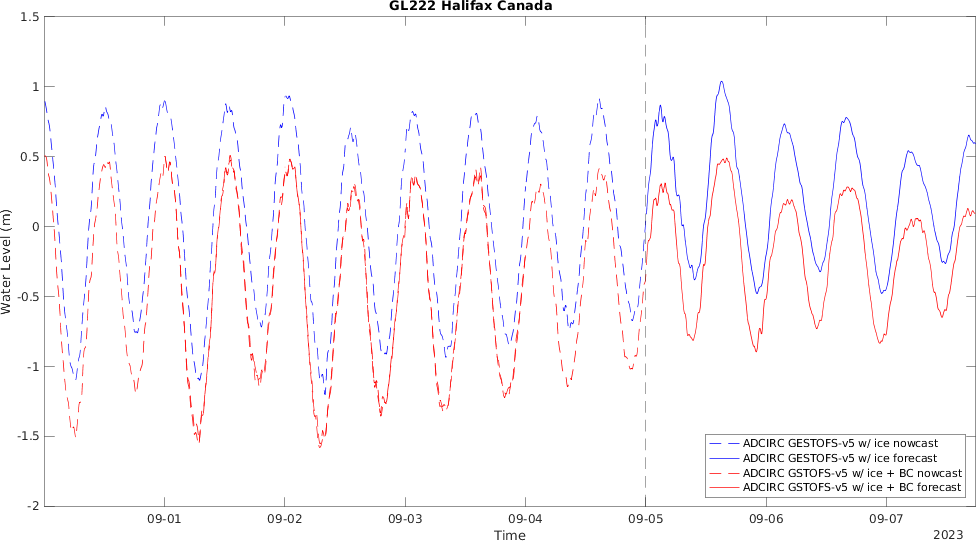 GL222 Halifax Canada
1.5
1
0.5
0
-0.5
-1
-1.5
-2
Water Level (m)
09-01
09-02
09-03
09-04
09-05
09-06
09-07
Time
2023
ADCIRC GESTOFS-v5 w/ ice nowcast
ADCIRC GESTOFS-v5 w/ ice forecast
ADCIRC GSTOFS-v5 w/ ice + BC nowcast
ADCIRC GSTOFS-v5 w/ ice + BC forecast